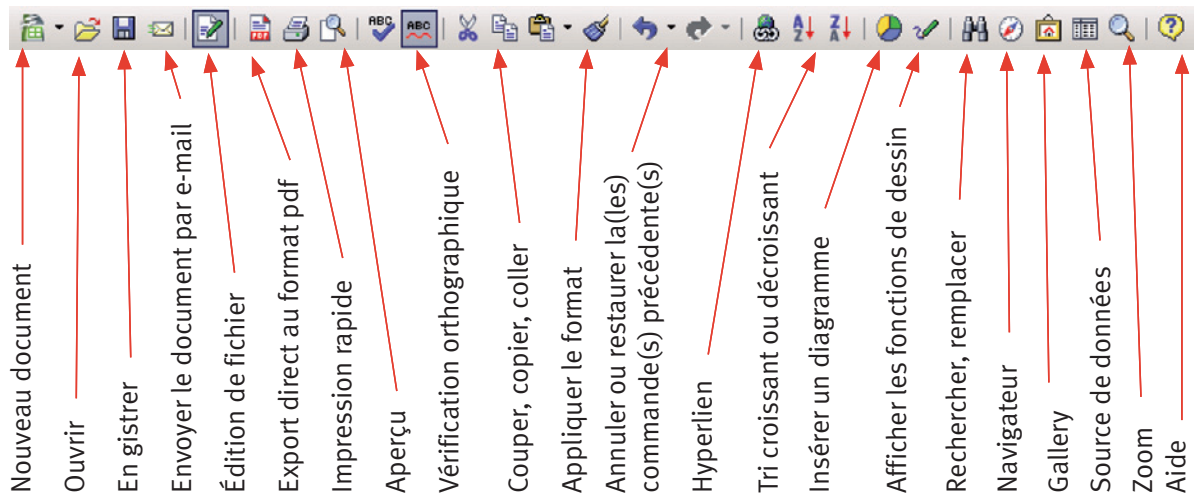 PDF
ABC
ABC
A
Z
Z
A
?
Nouveau document
Ouvrir
En gistrer
Envoyer le document par e-mail
Édition de fichier
Export direct au format pdf
Impression rapide
Aperçu
Vérification orthographique
Couper, copier, coller
Appliquer le format
Annuler ou restaurer la(les)
commande(s) précédente(s)
Hyperlien
Tri croissant ou décroissant
Insérer un diagramme
Afficher les fonctions de dessin
Rechercher, remplacer
Navigateur
Gallery
Source de données
Zoom
Aide